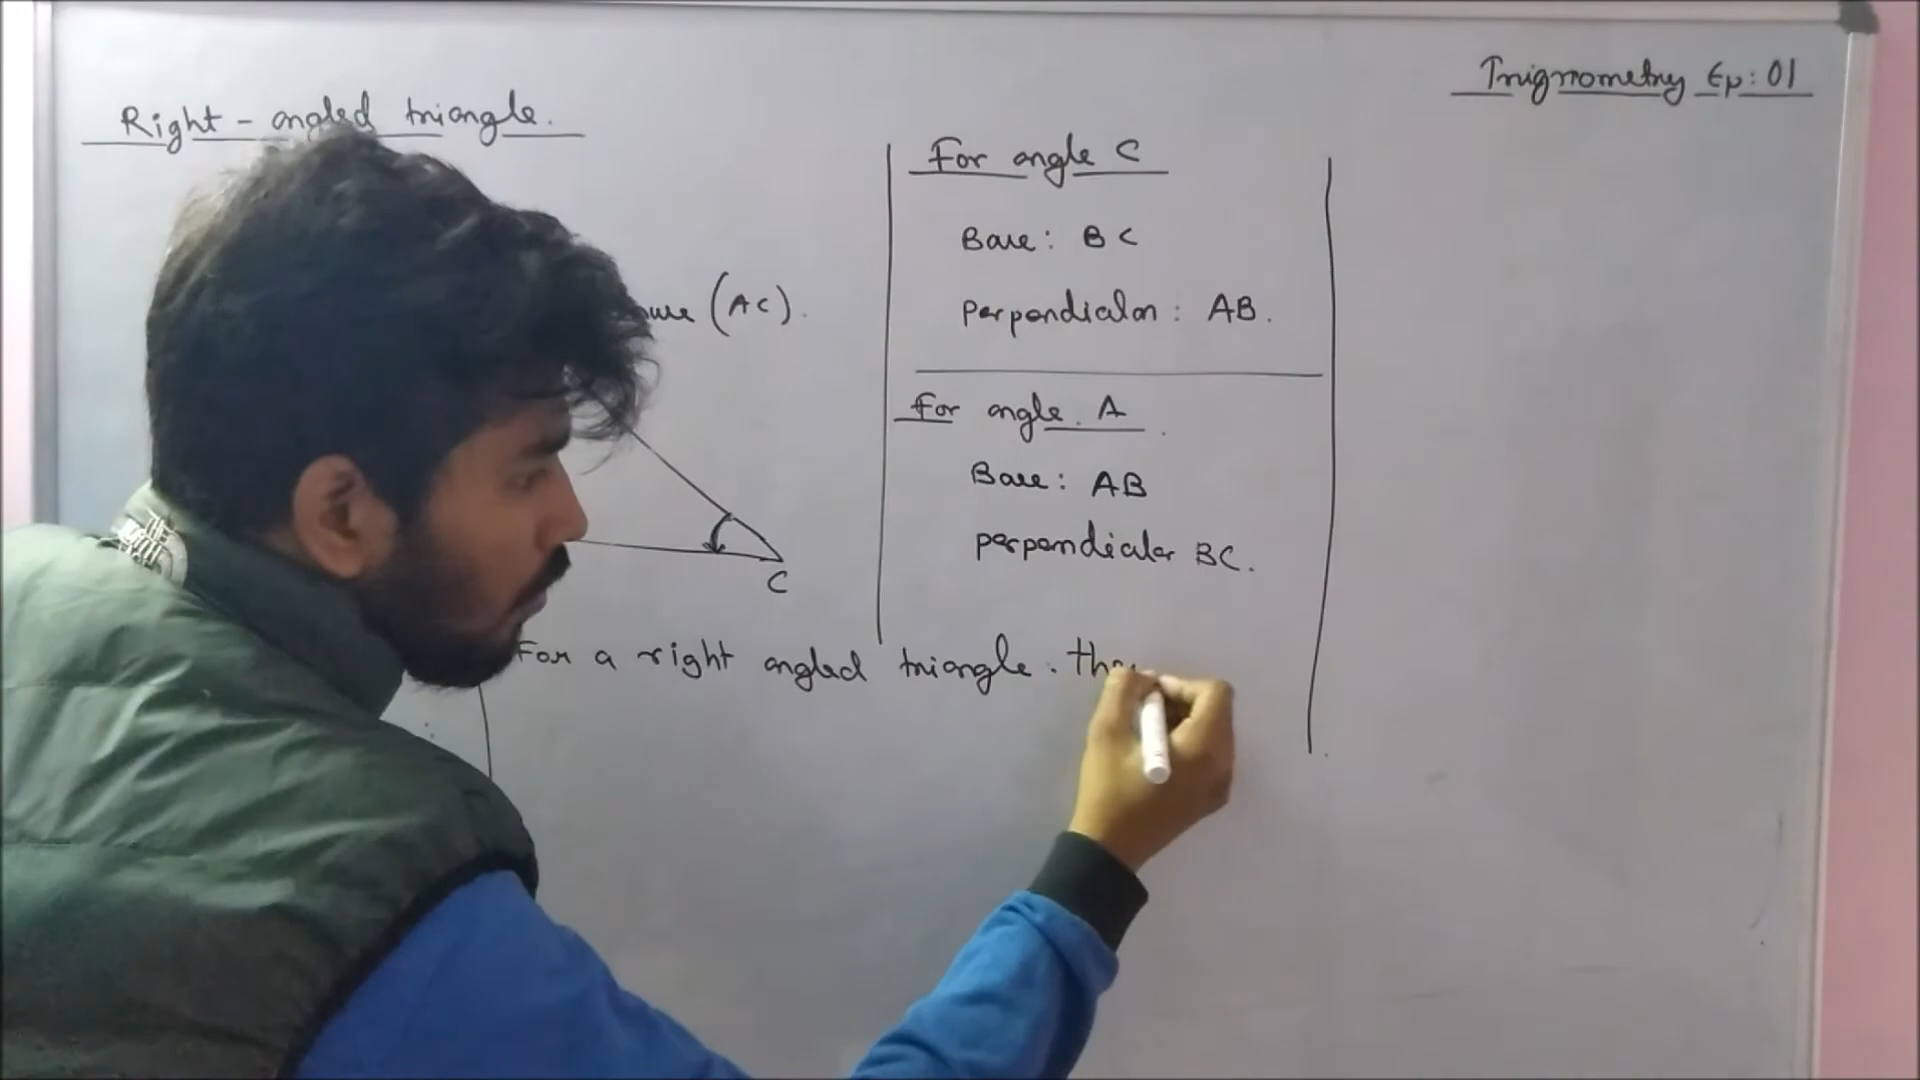 Trignometry Ep: 01
Right-angled triangle.
(AC).
C
For angle C
Base: BC
Perpendicular: AB.
For angle A
Base: AB
perpendicular BC.
For a right angled triangle. the